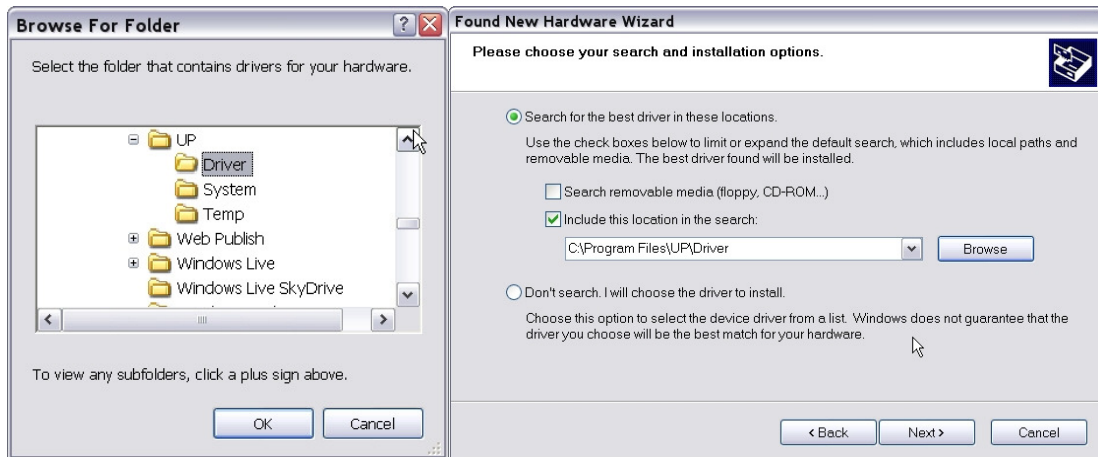 Browse For Folder
Select the folder that contains drivers for your hardware.
UP
Driver
System
Temp
Web Publish
Windows Live
Windows Live SkyDrive
To view any subfolders, click a plus sign above.
OK
Cancel
Found New Hardware Wizard
Please choose your search and installation options.
Search for the best driver in these locations.
Use the check boxes below to limit or expand the default search, which includes local paths and
removable media. The best driver found will be installed.
Search removable media (floppy, CD-ROM...)
Include this location in the search:
C:\Program Files\UP\Driver
Browse
Don't search. I will choose the driver to install.
Choose this option to select the device driver from a list. Windows does not guarantee that the
driver you choose will be the best match for your hardware.
< Back
Next >
Cancel